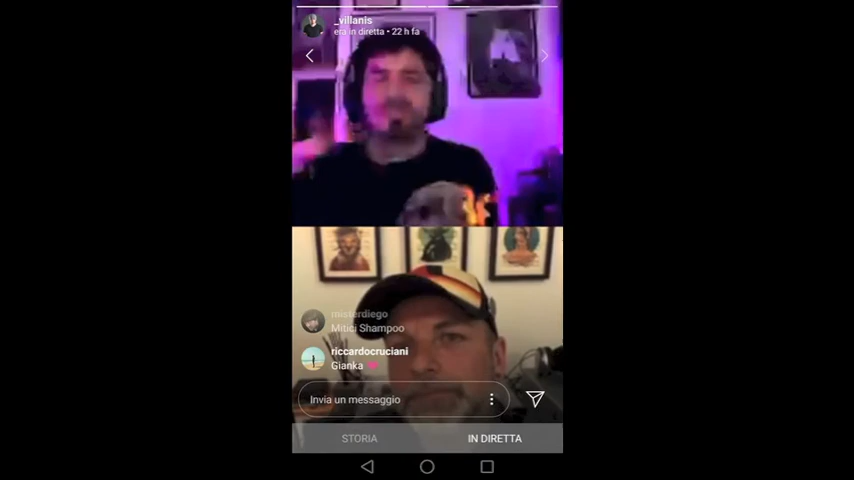 _villanis
era in diretta • 22 h fa
misterdiego
Mitici Shampoo
riccardocruciani
Gianka
Invia un messaggio
STORIA
IN DIRETTA